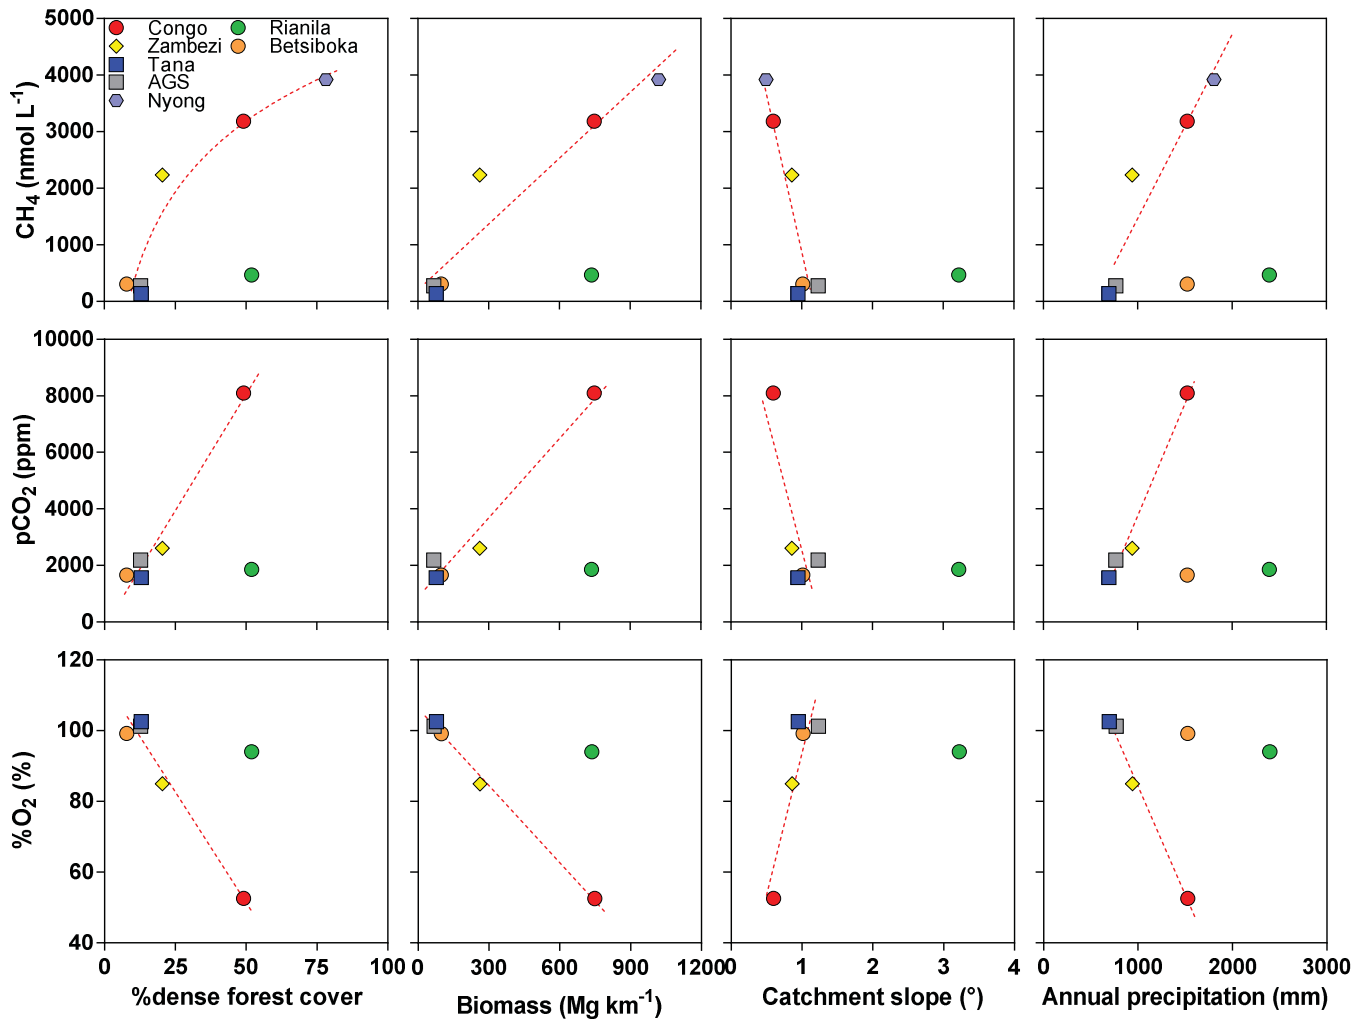 5000
4000
3000
2000
1000
0
CH4 (nmol L-1)
Congo
Zambezi
Tana
AGS
Nyong
Rianila
Betsiboka
10000
8000
6000
4000
2000
0
pCO2 (ppm)
120
100
80
60
40
%O2 (%)
0 25 50 75 100
%dense forest cover
0 300 600 900 1200
Biomass (Mg km-1)
0 1 2 3 4
Catchment slope (°)
0 1000 2000 3000
Annual precipitation (mm)